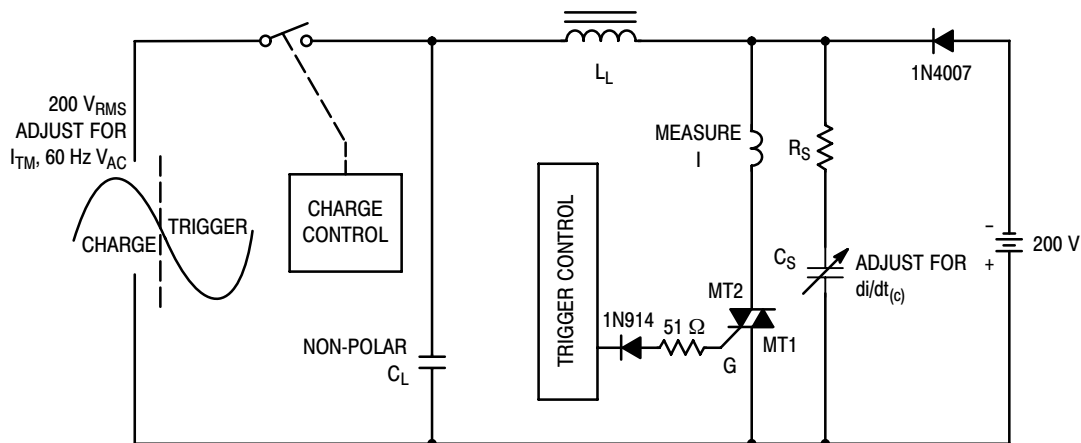 200 V_RMS
ADJUST FOR
I_TM, 60 Hz V_AC
CHARGE
TRIGGER
CHARGE
CONTROL
NON-POLAR
C_L
L_L
TRIGGER CONTROL
MEASURE
I
R_S
1N4007
C_S
ADJUST FOR
di/dt_(c)
–
+
200 V
MT2
MT1
1N914
51 Ω
G